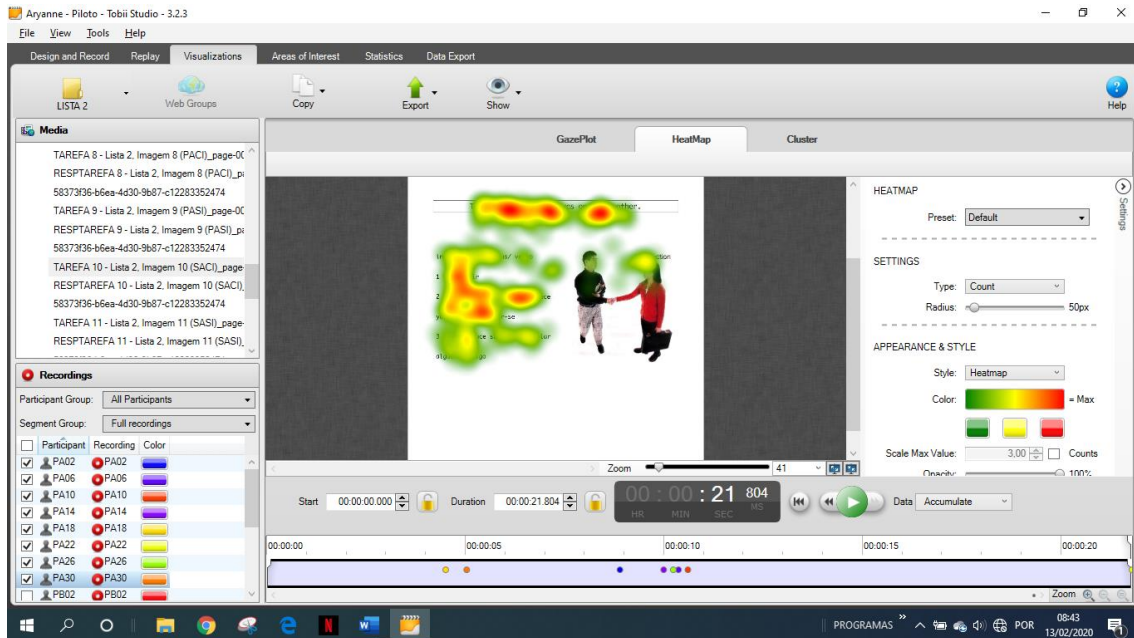 Aryanne - Piloto - Tobii Studio - 3.2.3
File View Tools Help
Design and Record Replay Visualizations Areas of Interest Statistics Data Export
LISTA 2 Web Groups Copy Export Show Help
Media
TAREFA 8 - Lista 2, Imagem 8 (PACI)_page-00
RESPTAREFA 8 - Lista 2, Imagem 8 (PACI)_pa
58373f36-b6ea-4d30-9b87-c12283352474
TAREFA 9 - Lista 2, Imagem 9 (PASI)_page-00
RESPTAREFA 9 - Lista 2, Imagem 9 (PASI)_pa
58373f36-b6ea-4d30-9b87-c12283352474
TAREFA 10 - Lista 2, Imagem 10 (SACI)_page-
RESPTAREFA 10 - Lista 2, Imagem 10 (SACI)_
58373f36-b6ea-4d30-9b87-c12283352474
TAREFA 11 - Lista 2, Imagem 11 (SASI)_page-
RESPTAREFA 11 - Lista 2, Imagem 11 (SASI)_
GazePlot HeatMap Cluster
HEATMAP
Preset: Default
SETTINGS
Type: Count
Radius: 50px
APPEARANCE & STYLE
Style: Heatmap
Color: = Max
Scale Max Value: 3,00 Counts
Opacity: 100%
Settings
Zoom 41
Recordings
Participant Group: All Participants
Segment Group: Full recordings
Participant Recording Color
PA02 PA02
PA06 PA06
PA10 PA10
PA14 PA14
PA18 PA18
PA22 PA22
PA26 PA26
PA30 PA30
PB02 PB02
Start 00:00:00.000 Duration 00:00:21.804 00 : 00 : 21 804 Data Accumulate
HR MIN SEC MS
00:00:00 00:00:05 00:00:10 00:00:15 00:00:20
Zoom
PROGRAMAS POR 08:43
13/02/2020